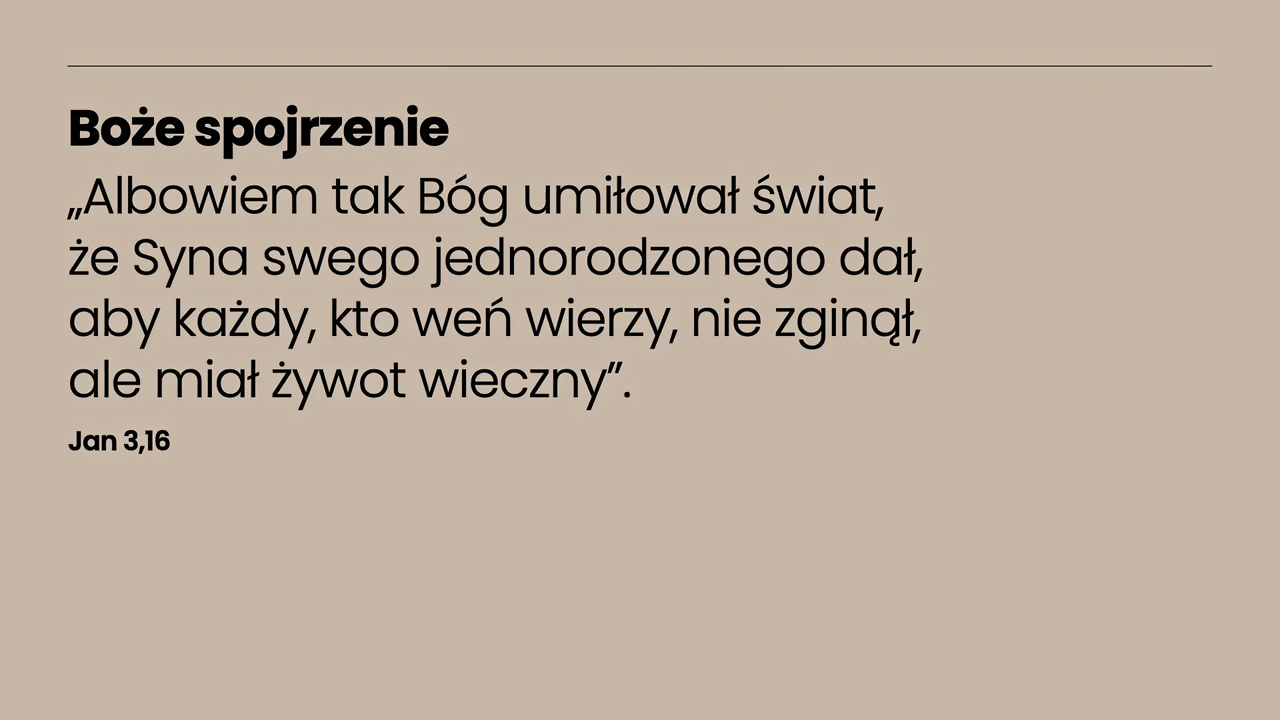 Boże spojrzenie
„Albowiem tak Bóg umiłował świat,
że Syna swego jednorodzonego dał,
aby każdy, kto weń wierzy, nie zginął,
ale miał żywot wieczny”.
Jan 3,16